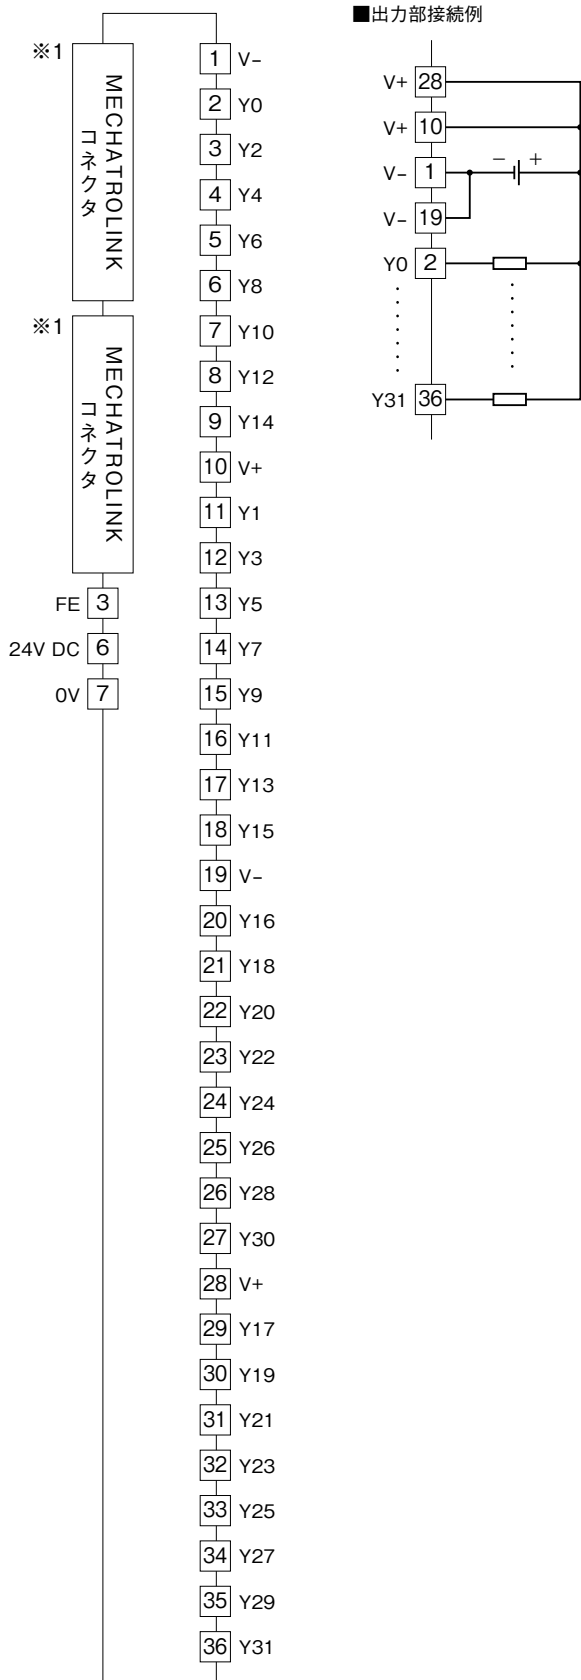 ※1
MECHATROLINK
コネクタ
※1
MECHATROLINK
コネクタ
FE 3
24V DC 6
0V 7
1 V−
2 Y0
3 Y2
4 Y4
5 Y6
6 Y8
7 Y10
8 Y12
9 Y14
10 V+
11 Y1
12 Y3
13 Y5
14 Y7
15 Y9
16 Y11
17 Y13
18 Y15
19 V−
20 Y16
21 Y18
22 Y20
23 Y22
24 Y24
25 Y26
26 Y28
27 Y30
28 V+
29 Y17
30 Y19
31 Y21
32 Y23
33 Y25
34 Y27
35 Y29
36 Y31
■出力部接続例
V+ 28
V+ 10
V− 1 − +
V− 19
Y0 2
Y31 36